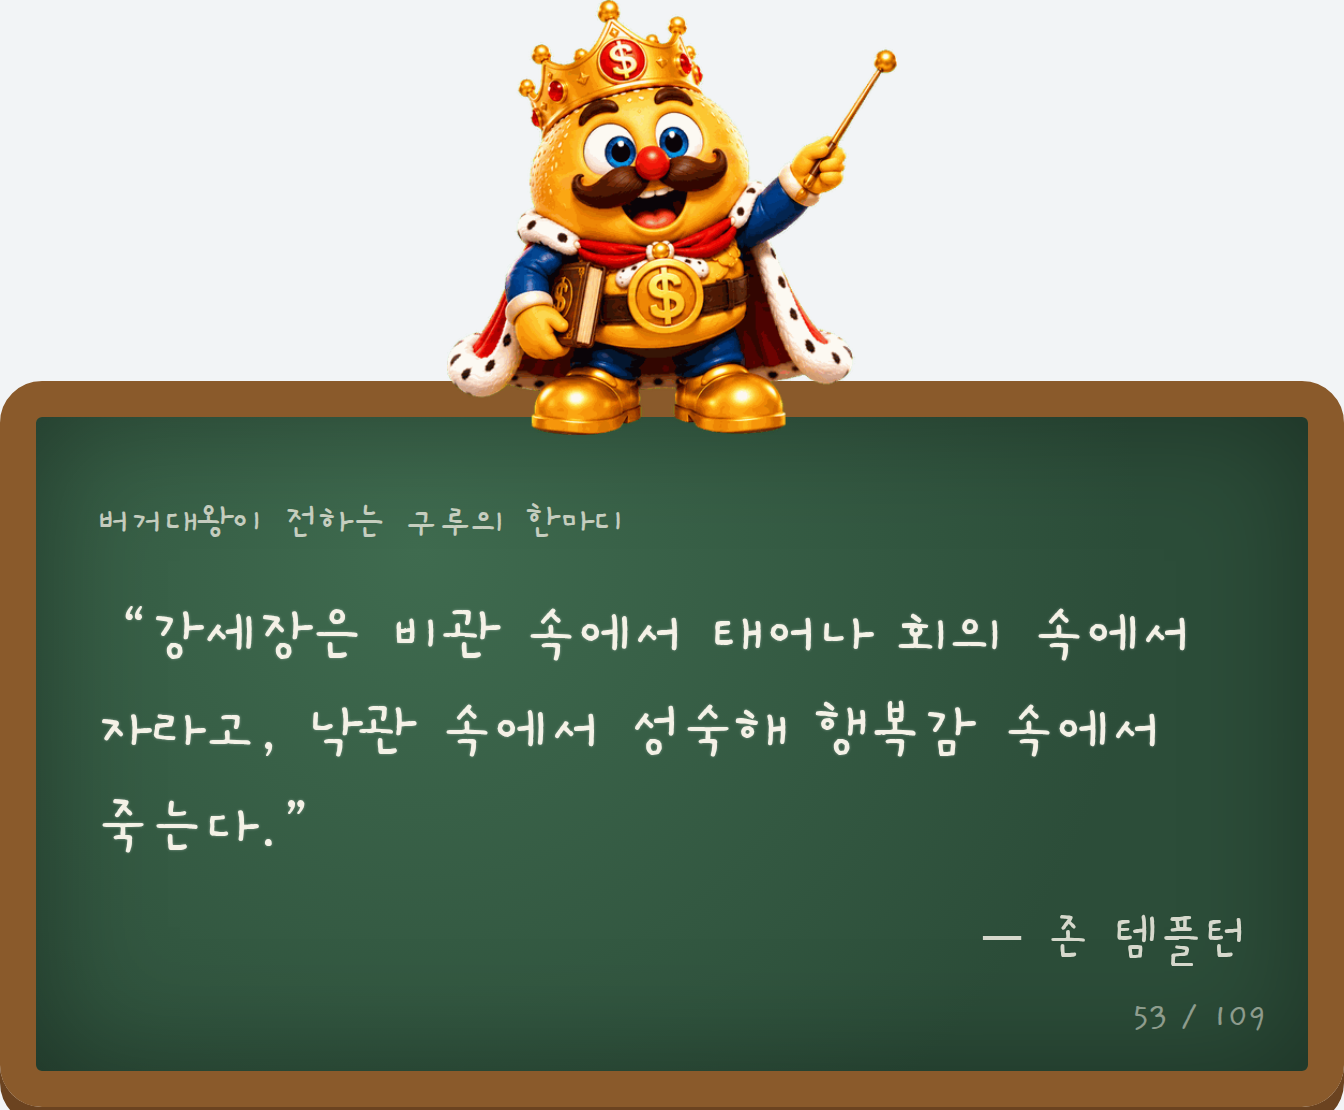 $
$
$
버거대왕이 전하는 구루의 한마디
“강세장은 비관 속에서 태어나 회의 속에서
자라고, 낙관 속에서 성숙해 행복감 속에서
죽는다.”
— 존 템플턴
53 / 109